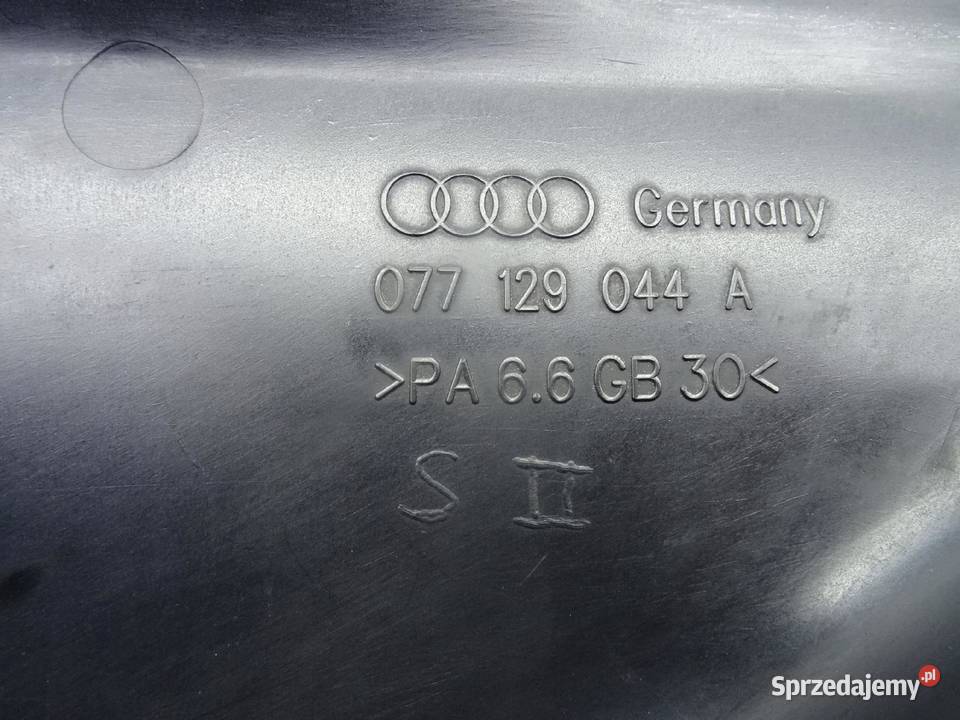 Germany
077 129 044 A
>PA 6.6 GB 30<
S II
Sprzedajemy.pl